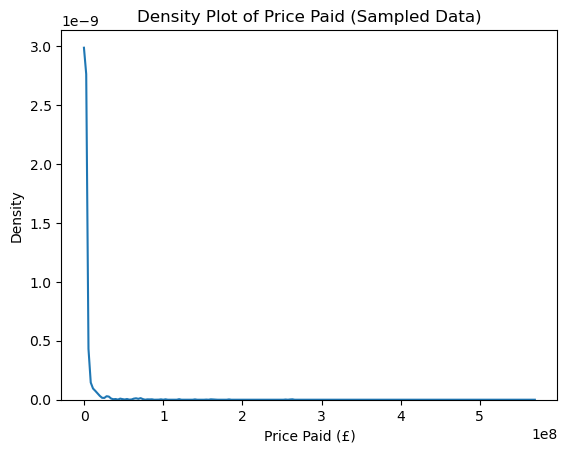 Density Plot of Price Paid (Sampled Data)
1e−9
3.0
2.5
2.0
1.5
1.0
0.5
0.0
Density
0 1 2 3 4 5
1e8
Price Paid (£)